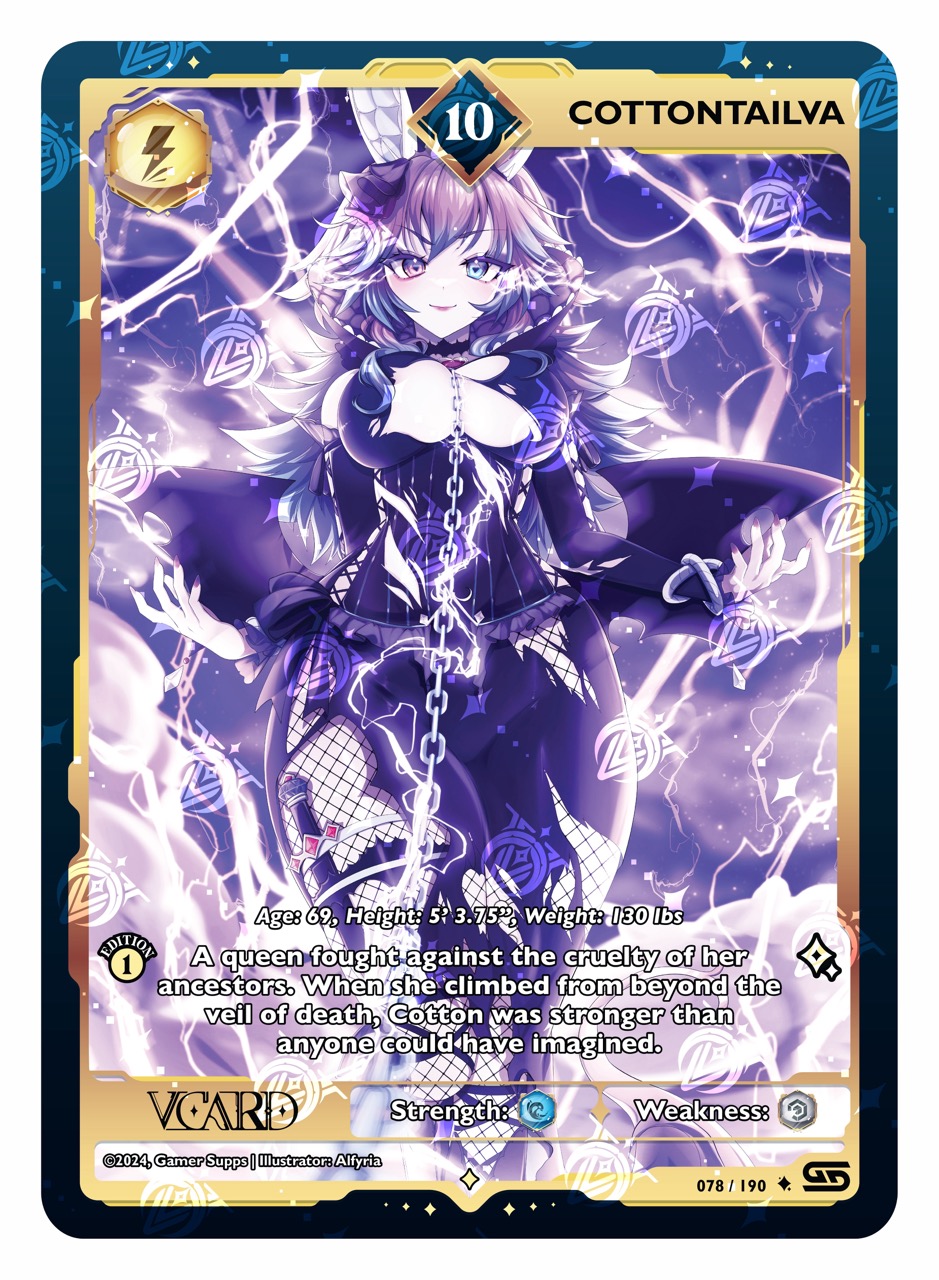 10
COTTONTAILVA
Age: 69, Height: 5' 3.75", Weight: 130 lbs
EDITION
1
A queen fought against the cruelty of her
ancestors. When she climbed from beyond the
veil of death, Cotton was stronger than
anyone could have imagined.
VCARD
Strength:
Weakness:
©2024, Gamer Supps | Illustrator: Alfyria
078 / 190
GS